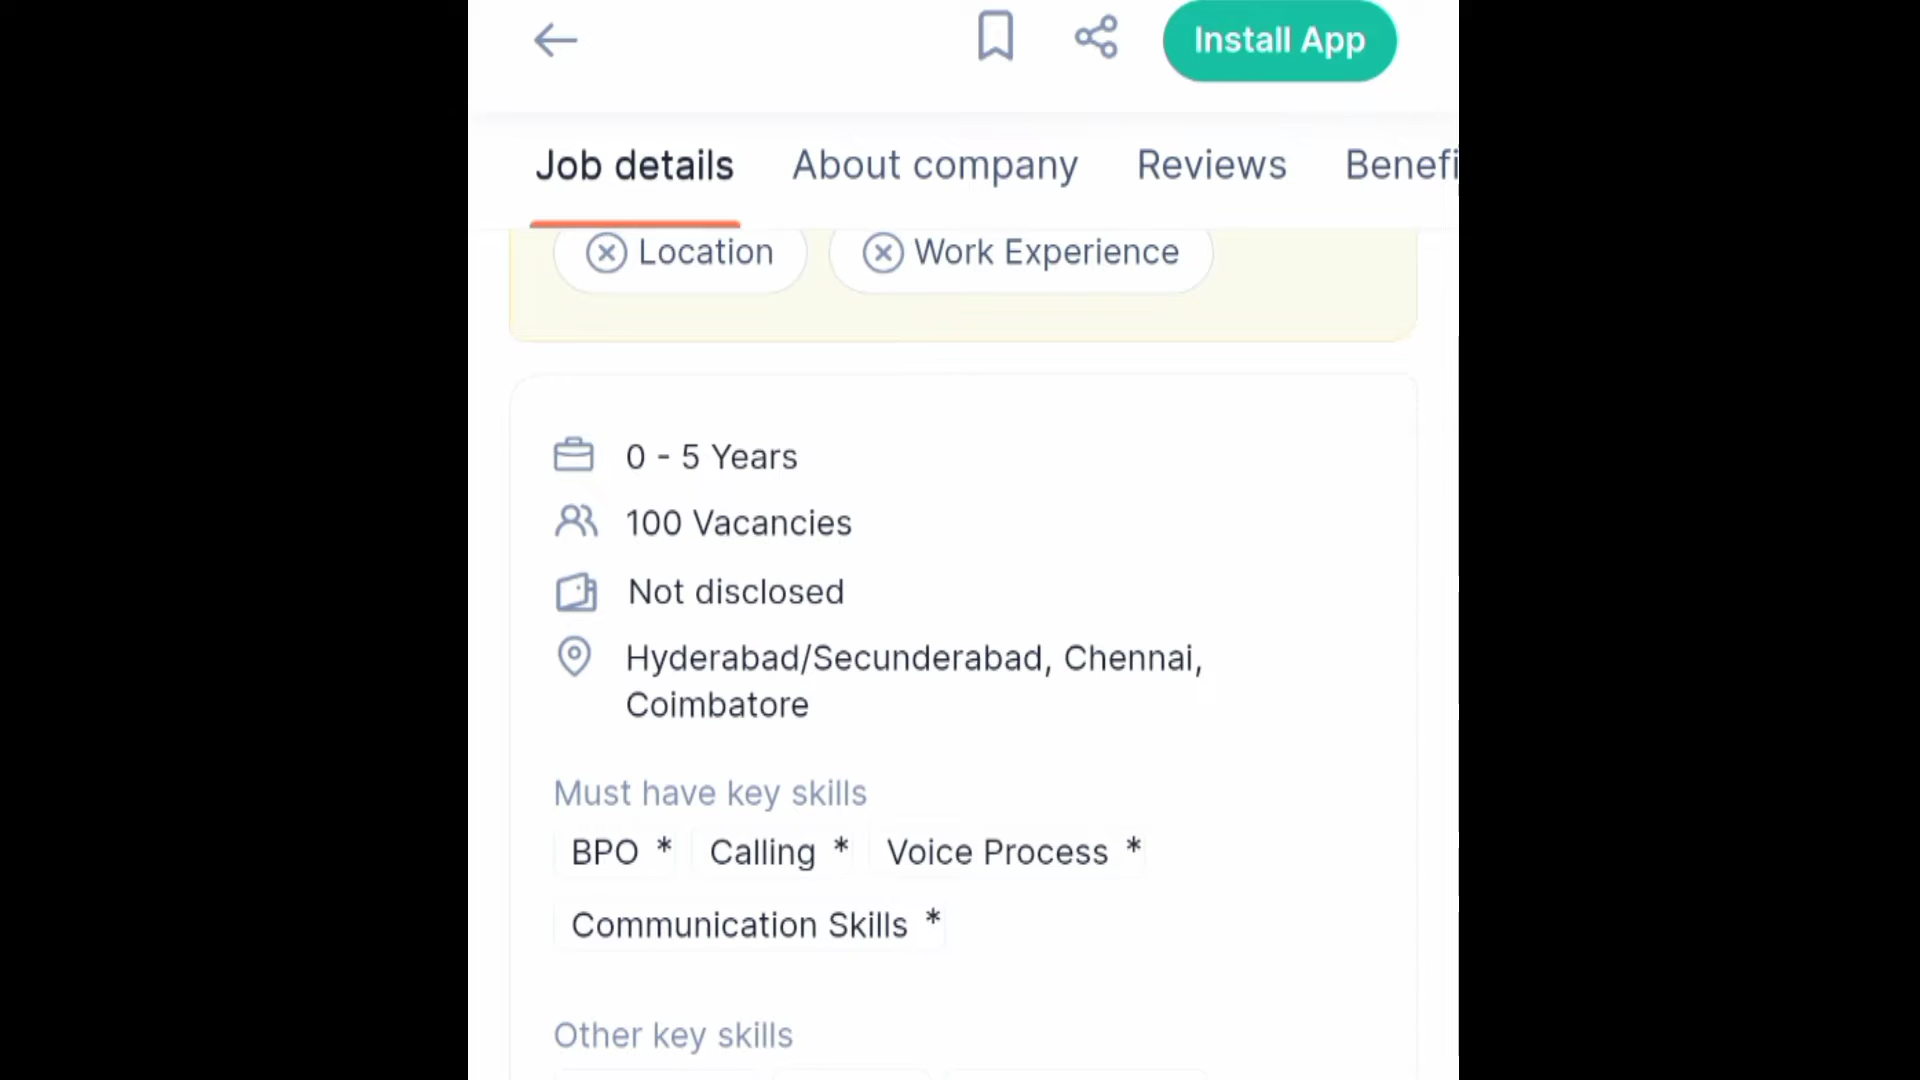 Install App
Job details About company Reviews Benefi
Location Work Experience
0 - 5 Years
100 Vacancies
Not disclosed
Hyderabad/Secunderabad, Chennai,
Coimbatore
Must have key skills
BPO * Calling * Voice Process *
Communication Skills *
Other key skills